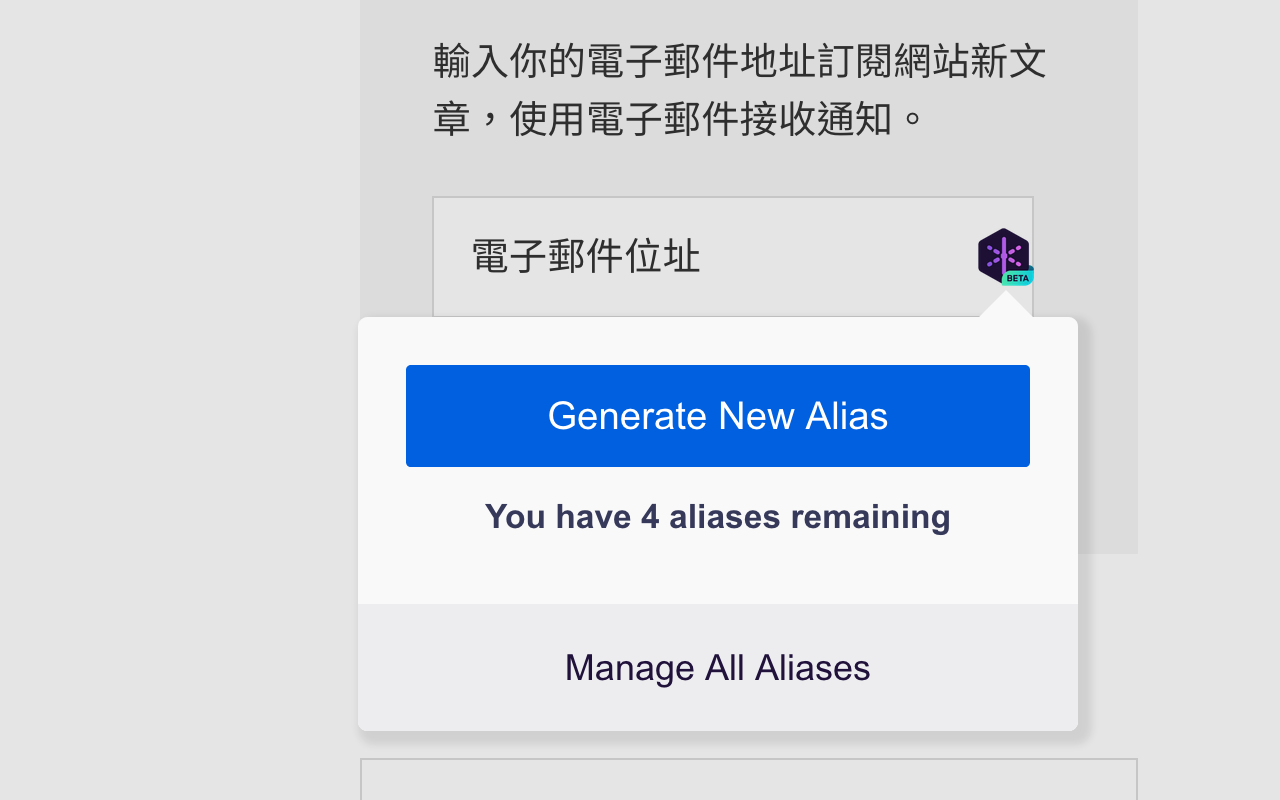 輸入你的電子郵件地址訂閱網站新文
章，使用電子郵件接收通知。
電子郵件位址
BETA
Generate New Alias
You have 4 aliases remaining
Manage All Aliases